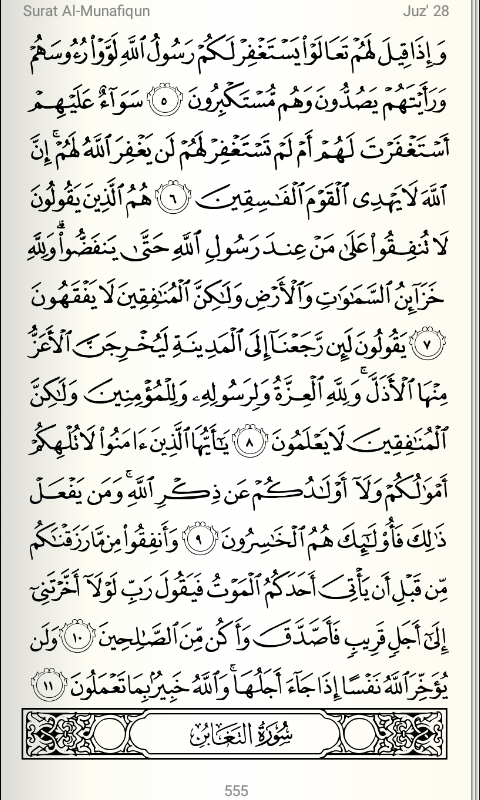 Surat Al-Munafiqun Juz' 28
وَإِذَا قِيلَ لَهُمْ تَعَالَوْا۟ يَسْتَغْفِرْ لَكُمْ رَسُولُ ٱللَّهِ لَوَّوْا۟ رُءُوسَهُمْ
وَرَأَيْتَهُمْ يَصُدُّونَ وَهُم مُّسْتَكْبِرُونَ ٥ سَوَآءٌ عَلَيْهِمْ
أَسْتَغْفَرْتَ لَهُمْ أَمْ لَمْ تَسْتَغْفِرْ لَهُمْ لَن يَغْفِرَ ٱللَّهُ لَهُمْ ۚ إِنَّ
ٱللَّهَ لَا يَهْدِى ٱلْقَوْمَ ٱلْفَـٰسِقِينَ ٦ هُمُ ٱلَّذِينَ يَقُولُونَ
لَا تُنفِقُوا۟ عَلَىٰ مَنْ عِندَ رَسُولِ ٱللَّهِ حَتَّىٰ يَنفَضُّوا۟ ۗ وَلِلَّهِ
خَزَآئِنُ ٱلسَّمَـٰوَٰتِ وَٱلْأَرْضِ وَلَـٰكِنَّ ٱلْمُنَـٰفِقِينَ لَا يَفْقَهُونَ
٧ يَقُولُونَ لَئِن رَّجَعْنَآ إِلَى ٱلْمَدِينَةِ لَيُخْرِجَنَّ ٱلْأَعَزُّ
مِنْهَا ٱلْأَذَلَّ ۚ وَلِلَّهِ ٱلْعِزَّةُ وَلِرَسُولِهِۦ وَلِلْمُؤْمِنِينَ وَلَـٰكِنَّ
ٱلْمُنَـٰفِقِينَ لَا يَعْلَمُونَ ٨ يَـٰٓأَيُّهَا ٱلَّذِينَ ءَامَنُوا۟ لَا تُلْهِكُمْ
أَمْوَٰلُكُمْ وَلَآ أَوْلَـٰدُكُمْ عَن ذِكْرِ ٱللَّهِ ۚ وَمَن يَفْعَلْ
ذَٰلِكَ فَأُو۟لَـٰٓئِكَ هُمُ ٱلْخَـٰسِرُونَ ٩ وَأَنفِقُوا۟ مِن مَّا رَزَقْنَـٰكُم
مِّن قَبْلِ أَن يَأْتِىَ أَحَدَكُمُ ٱلْمَوْتُ فَيَقُولَ رَبِّ لَوْلَآ أَخَّرْتَنِىٓ
إِلَىٰٓ أَجَلٍ قَرِيبٍ فَأَصَّدَّقَ وَأَكُن مِّنَ ٱلصَّـٰلِحِينَ ١٠ وَلَن
يُؤَخِّرَ ٱللَّهُ نَفْسًا إِذَا جَآءَ أَجَلُهَا ۚ وَٱللَّهُ خَبِيرٌۢ بِمَا تَعْمَلُونَ ١١
سُورَةُ التَّغَابُنِ
555